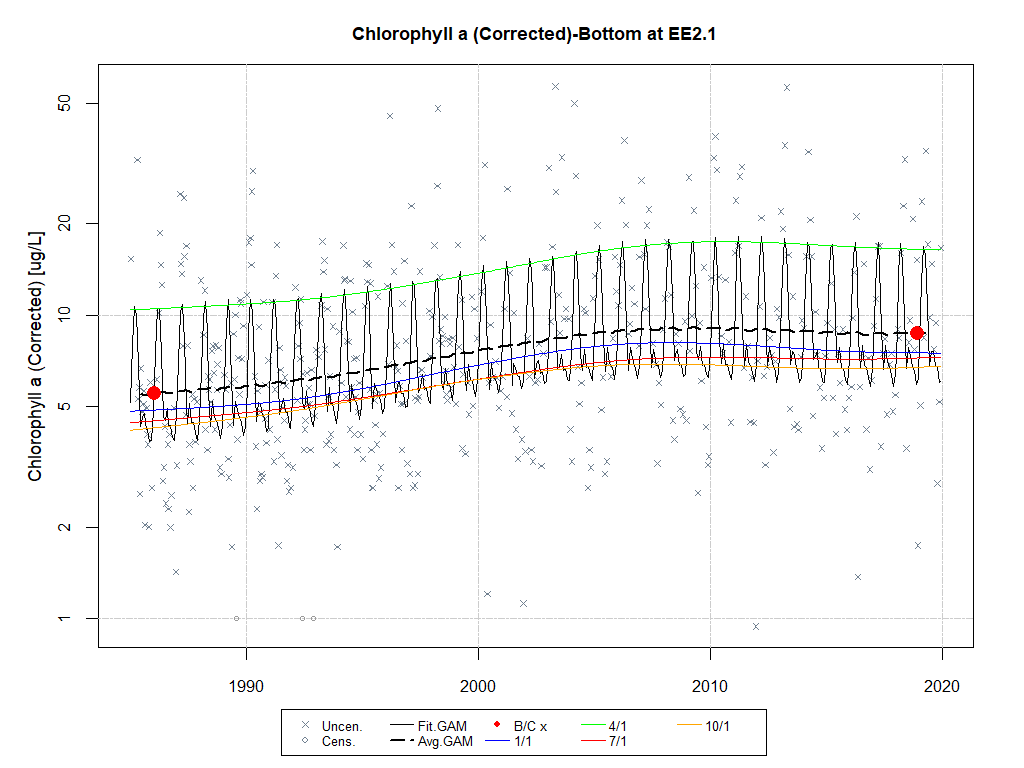 Chlorophyll a (Corrected)-Bottom at EE2.1
Chlorophyll a (Corrected) [ug/L]
50
20
10
5
2
1
1990 2000 2010 2020
Uncen. Fit.GAM B/C x 4/1 10/1
Cens. Avg.GAM 1/1 7/1